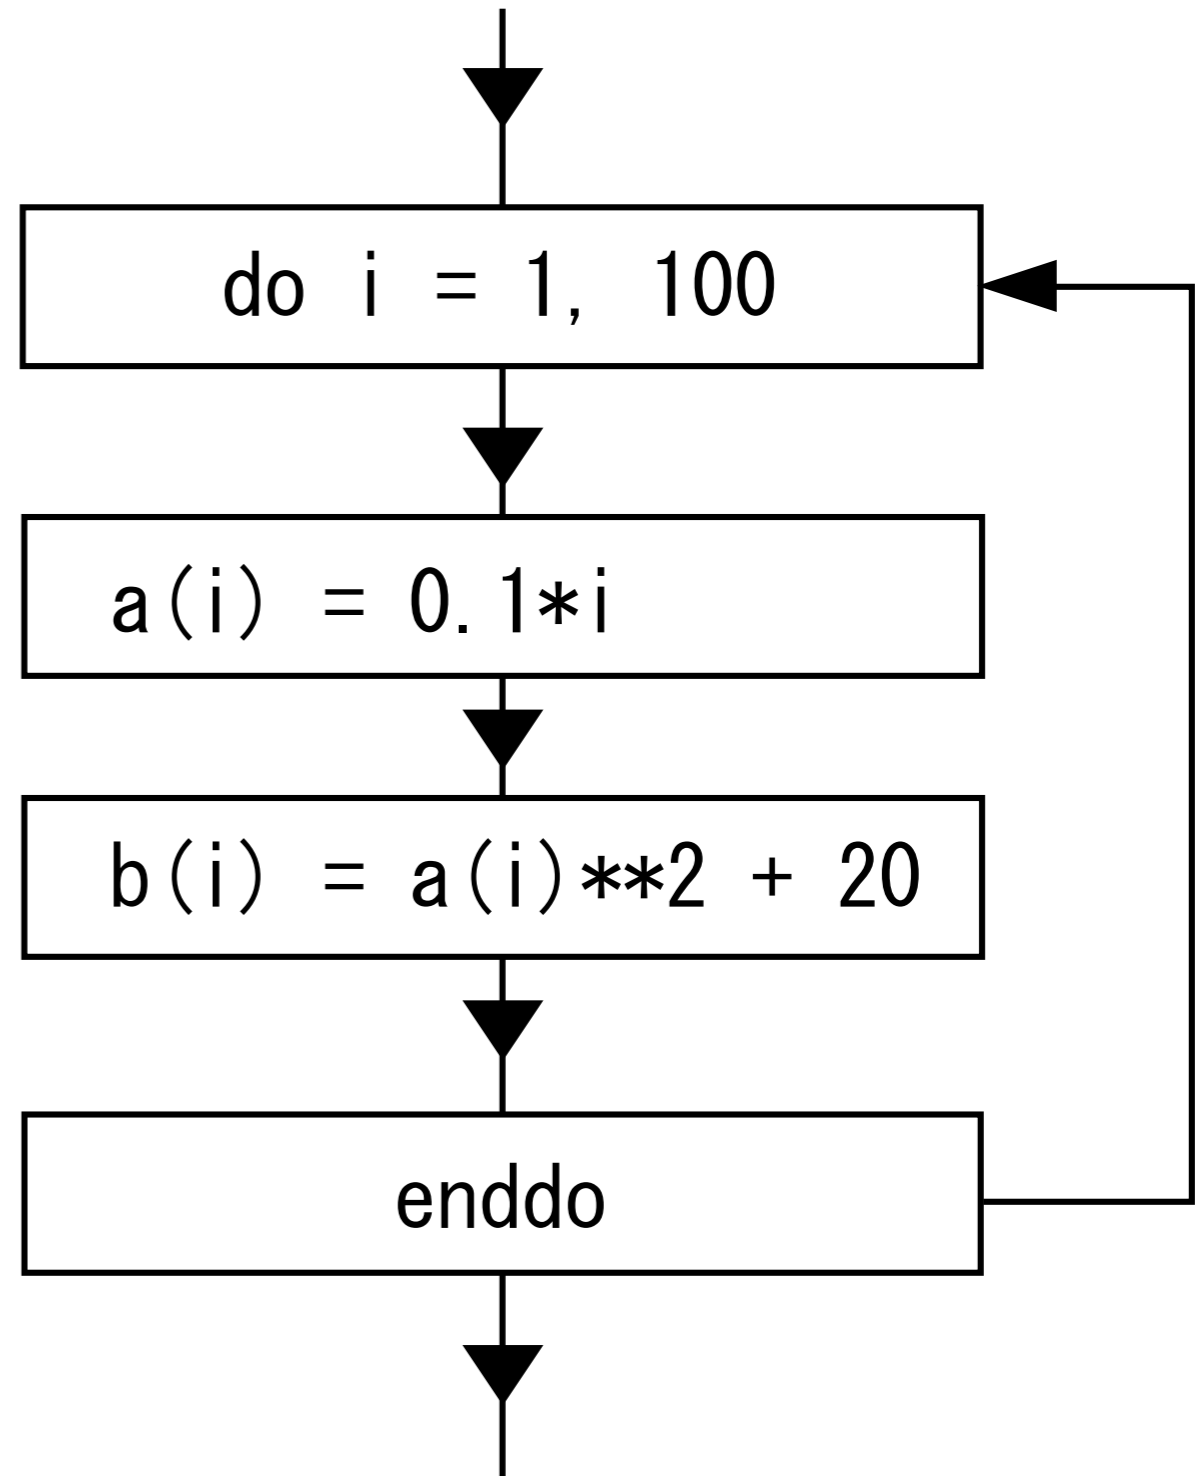 do i = 1, 100
a(i) = 0.1*i
b(i) = a(i)**2 + 20
enddo